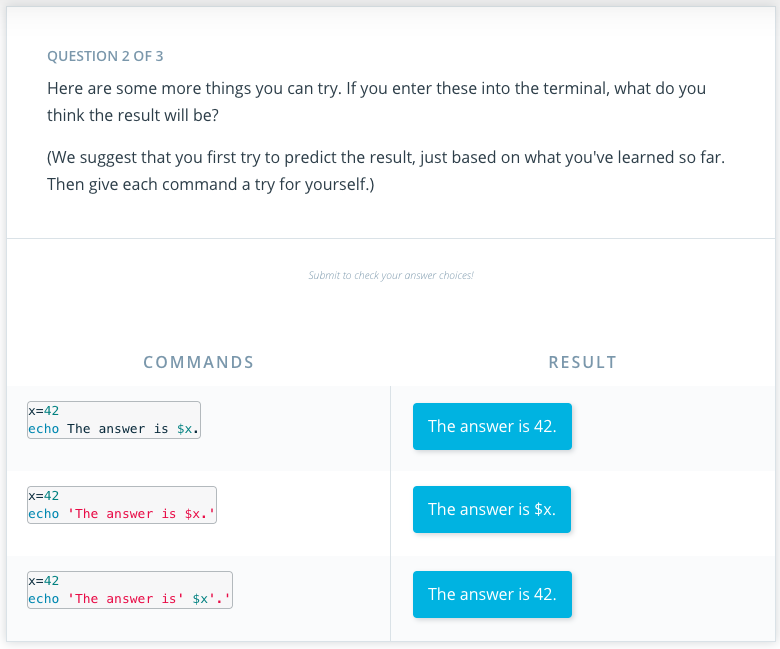 QUESTION 2 OF 3
Here are some more things you can try. If you enter these into the terminal, what do you
think the result will be?
(We suggest that you first try to predict the result, just based on what you've learned so far.
Then give each command a try for yourself.)
Submit to check your answer choices!
COMMANDS
RESULT
x=42
echo The answer is $x.
The answer is 42.
x=42
echo 'The answer is $x.'
The answer is $x.
x=42
echo 'The answer is' $x'.'
The answer is 42.